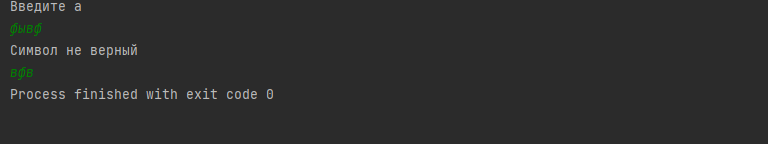 Введите а
фывф
Символ не верный
вфв
Process finished with exit code 0